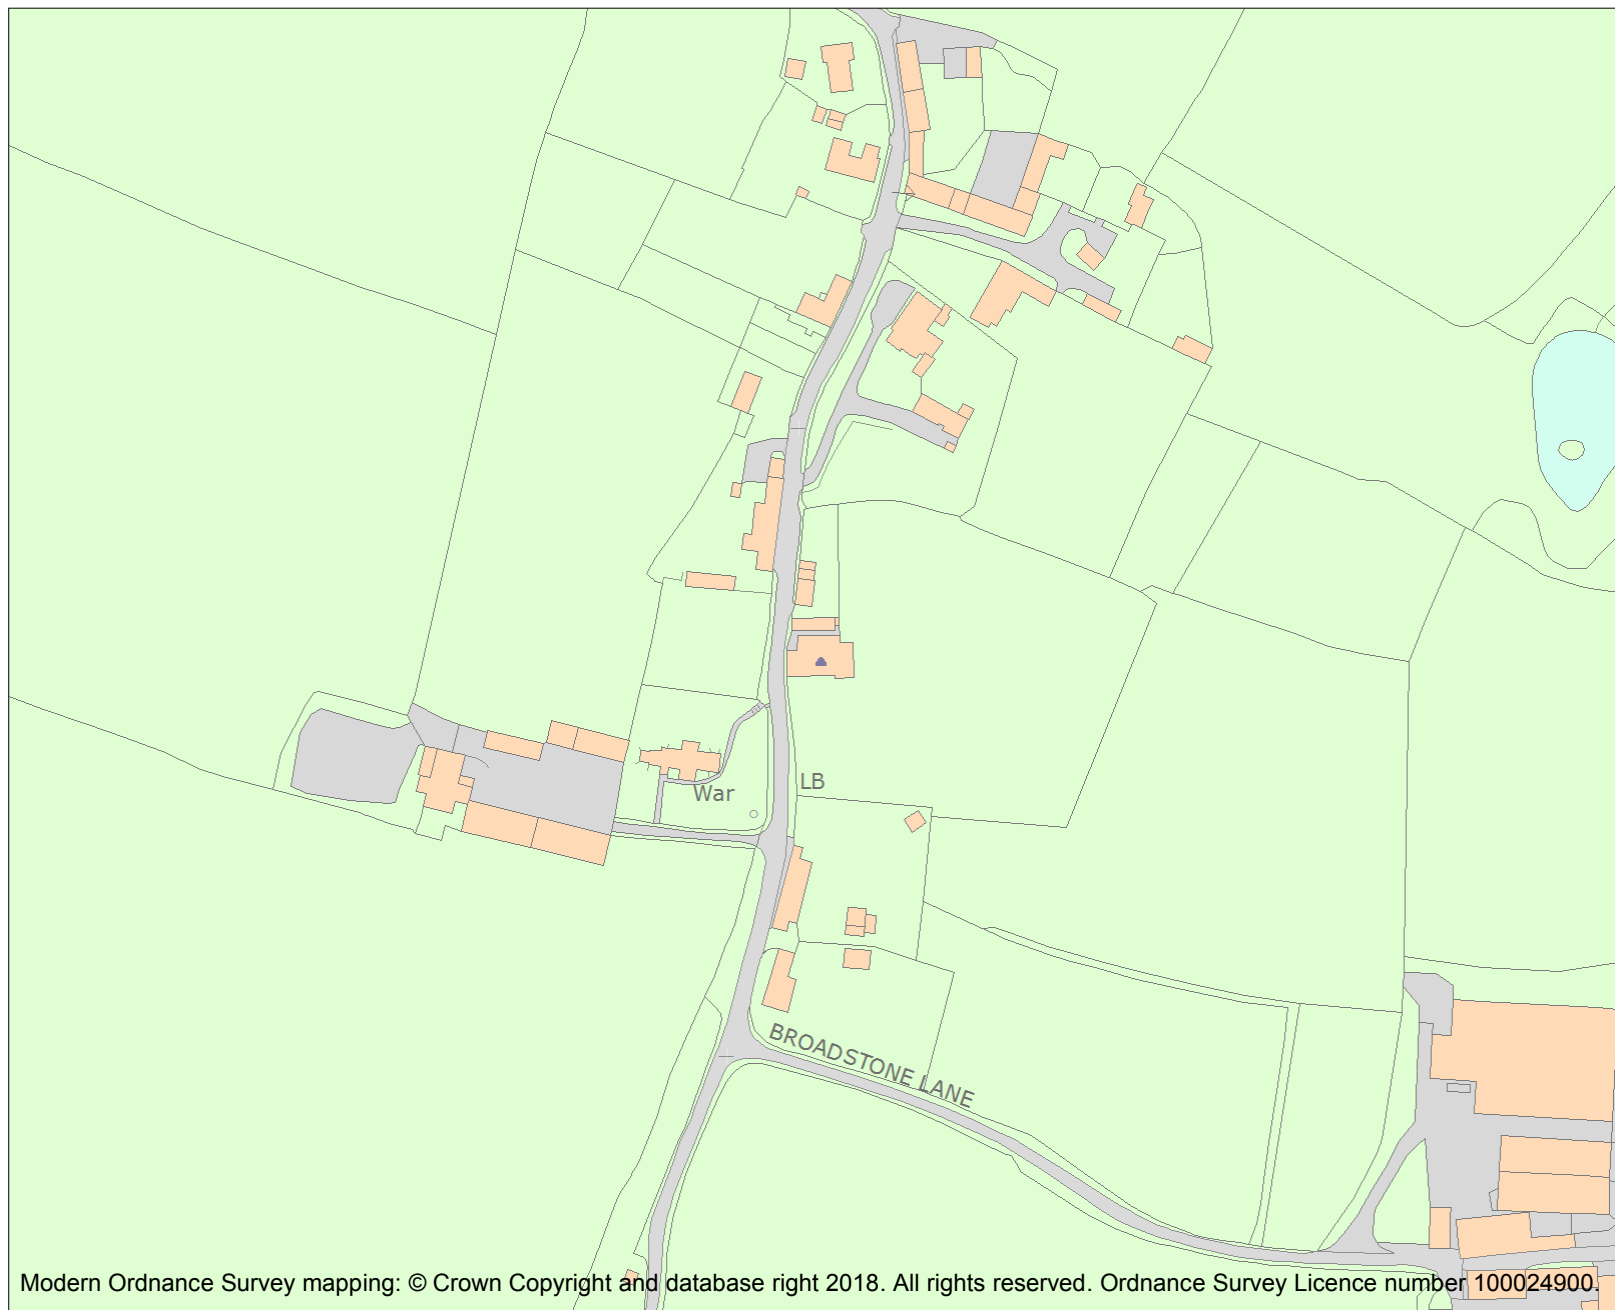 LB
War
BROADSTONE LANE
Modern Ordnance Survey mapping: © Crown Copyright and database right 2018. All rights reserved. Ordnance Survey Licence number 100024900.